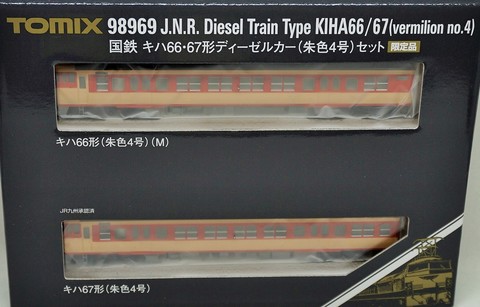 TOMIX 98969 J.N.R. Diesel Train Type KIHA66/67(vermilion no.4)
国鉄 キハ66・67形ディーゼルカー(朱色4号)セット 限定品
キハ66形(朱色4号)(M)
JR九州承認済
キハ67形(朱色4号)